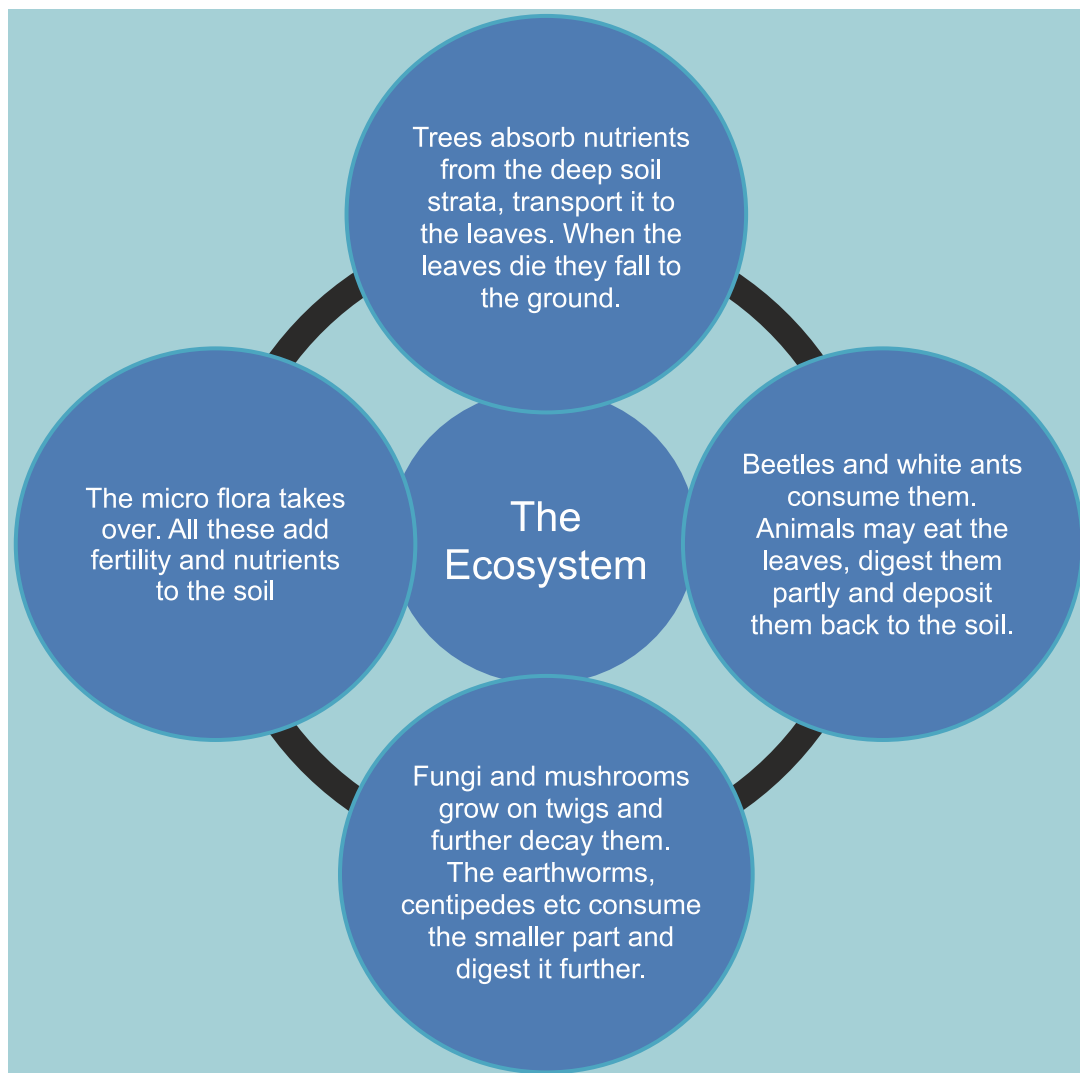 Trees absorb nutrients
from the deep soil
strata, transport it to
the leaves. When the
leaves die they fall to
the ground.
Beetles and white ants
consume them.
Animals may eat the
leaves, digest them
partly and deposit
them back to the soil.
Fungi and mushrooms
grow on twigs and
further decay them.
The earthworms,
centipedes etc consume
the smaller part and
digest it further.
The micro flora takes
over. All these add
fertility and nutrients
to the soil
The
Ecosystem